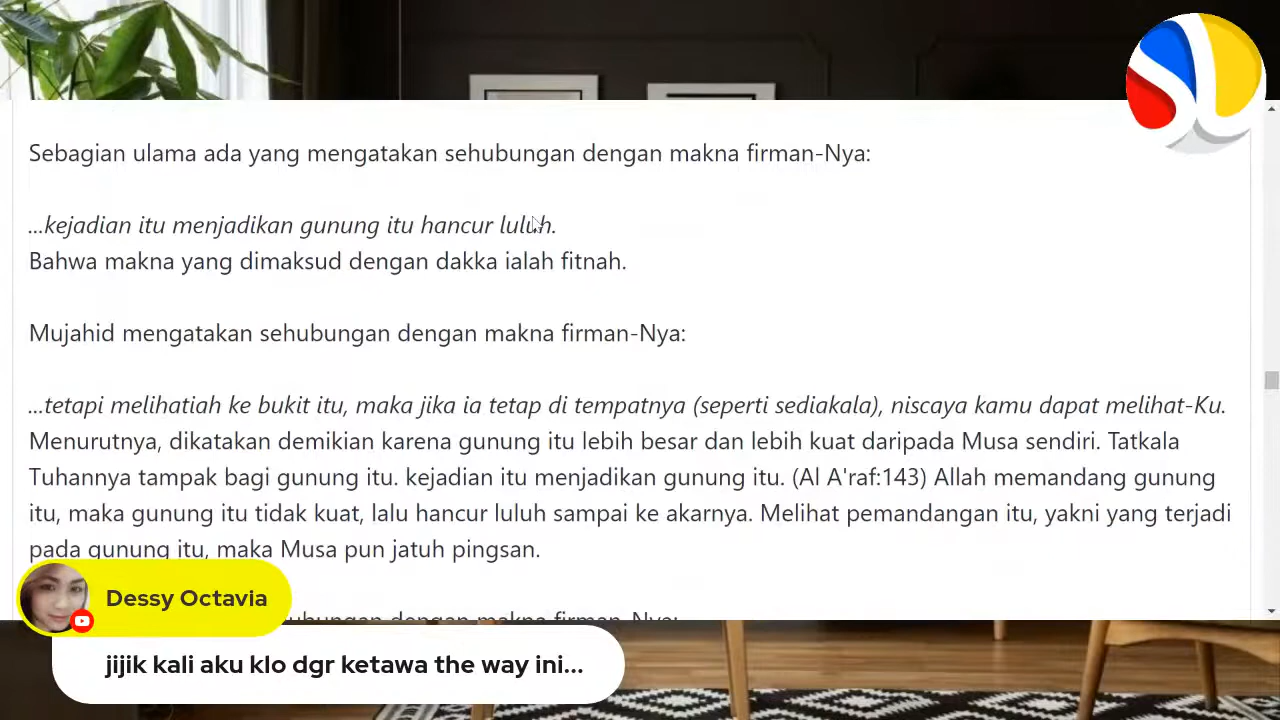 Sebagian ulama ada yang mengatakan sehubungan dengan makna firman-Nya:
...kejadian itu menjadikan gunung itu hancur luluh.
Bahwa makna yang dimaksud dengan dakka ialah fitnah.
Mujahid mengatakan sehubungan dengan makna firman-Nya:
...tetapi melihatiah ke bukit itu, maka jika ia tetap di tempatnya (seperti sediakala), niscaya kamu dapat melihat-Ku.
Menurutnya, dikatakan demikian karena gunung itu lebih besar dan lebih kuat daripada Musa sendiri. Tatkala
Tuhannya tampak bagi gunung itu. kejadian itu menjadikan gunung itu. (Al A'raf:143) Allah memandang gunung
itu, maka gunung itu tidak kuat, lalu hancur luluh sampai ke akarnya. Melihat pemandangan itu, yakni yang terjadi
pada gunung itu, maka Musa pun jatuh pingsan.
dengan makna firman-Nya:
Dessy Octavia
jijik kali aku klo dgr ketawa the way ini...